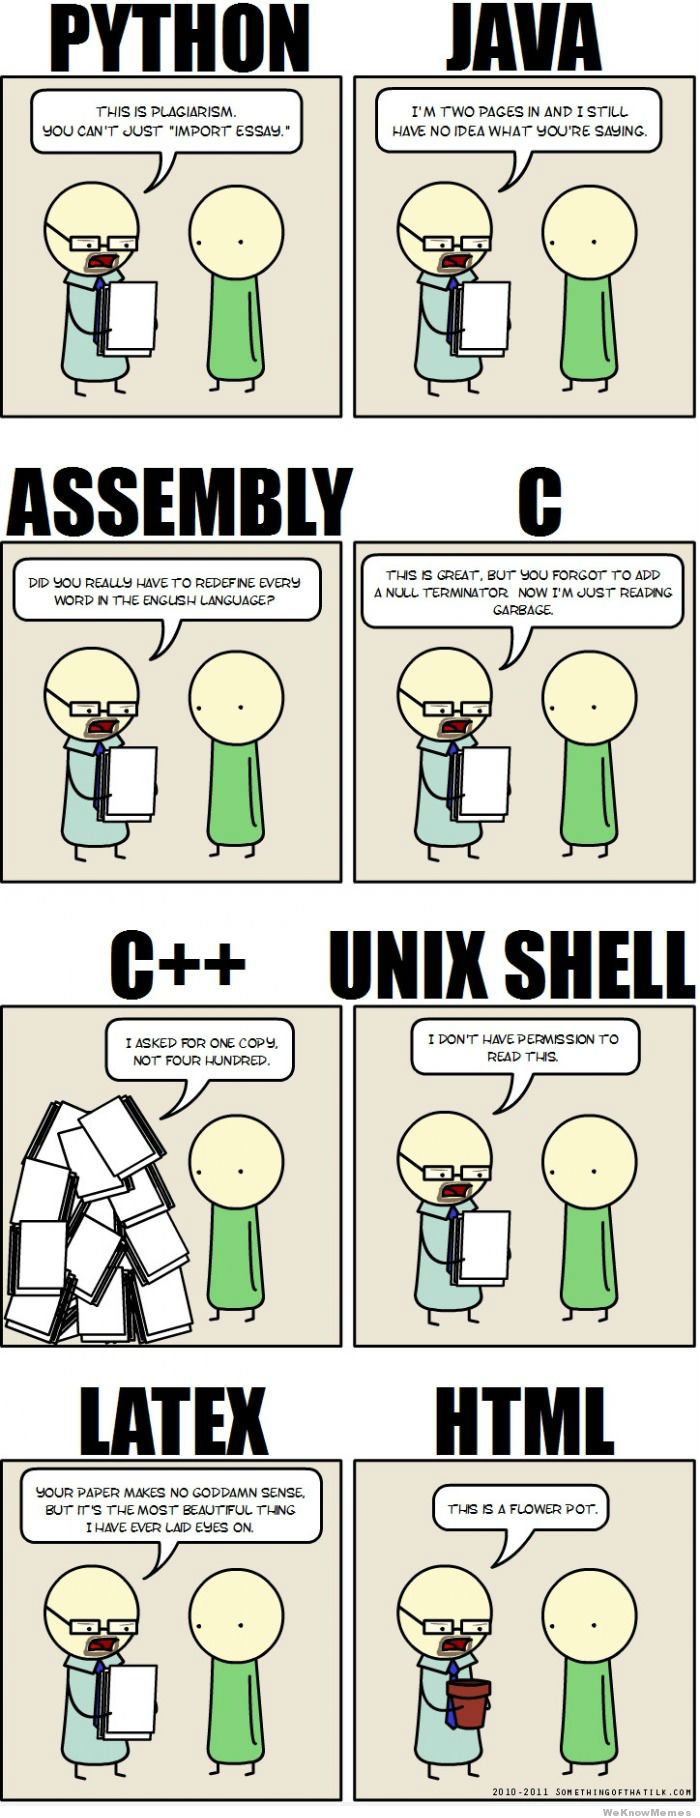 PYTHON
THIS IS PLAGIARISM.
YOU CAN'T JUST "IMPORT ESSAY."
JAVA
I'M TWO PAGES IN AND I STILL
HAVE NO IDEA WHAT YOU'RE SAYING.
ASSEMBLY
DID YOU REALLY HAVE TO REDEFINE EVERY
WORD IN THE ENGLISH LANGUAGE?
C
THIS IS GREAT, BUT YOU FORGOT TO ADD
A NULL TERMINATOR. NOW I'M JUST READING
GARBAGE.
C++
I ASKED FOR ONE COPY,
NOT FOUR HUNDRED.
UNIX SHELL
I DON'T HAVE PERMISSION TO
READ THIS.
LATEX
YOUR PAPER MAKES NO GODDAMN SENSE,
BUT IT'S THE MOST BEAUTIFUL THING
I HAVE EVER LAID EYES ON.
HTML
THIS IS A FLOWER POT.
2010-2011 SOMETHINGOFTHATILK.COM
WeKnowMemes